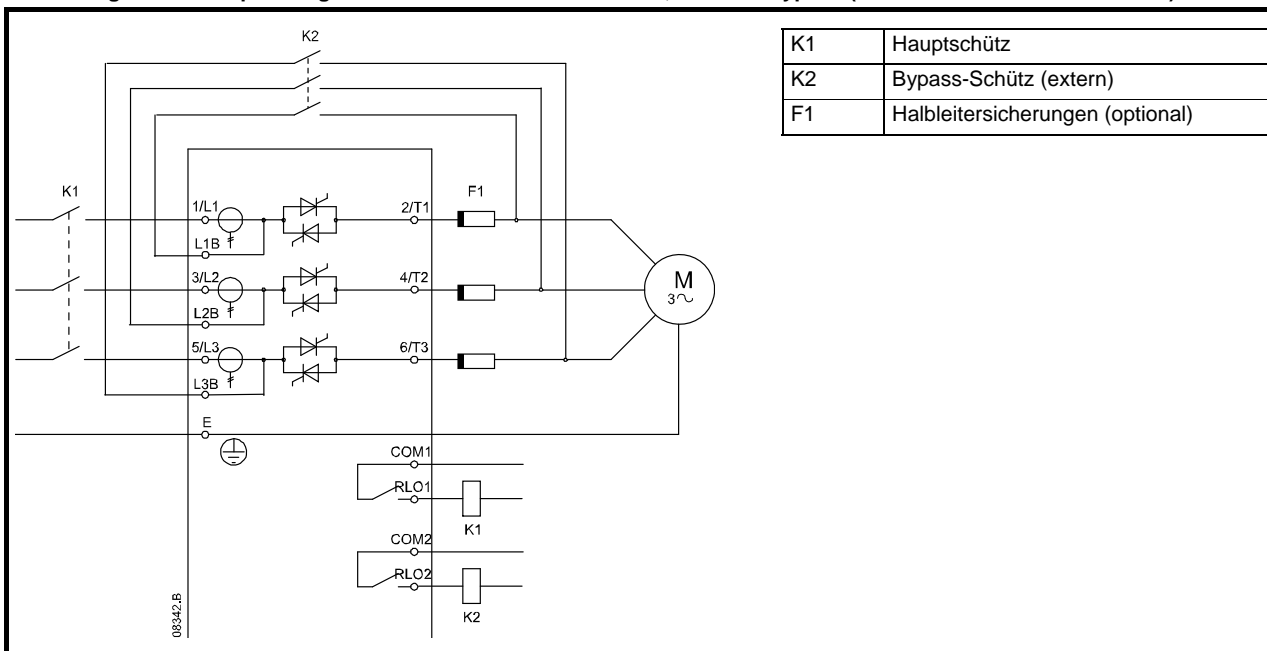 K2
K1
1/L1
2/T1
F1
L1B
3/L2
4/T2
M
3~
L2B
5/L3
6/T3
L3B
E
COM1
RLO1
K1
COM2
RLO2
K2
08342.B
K1 Hauptschütz
K2 Bypass-Schütz (extern)
F1 Halbleitersicherungen (optional)